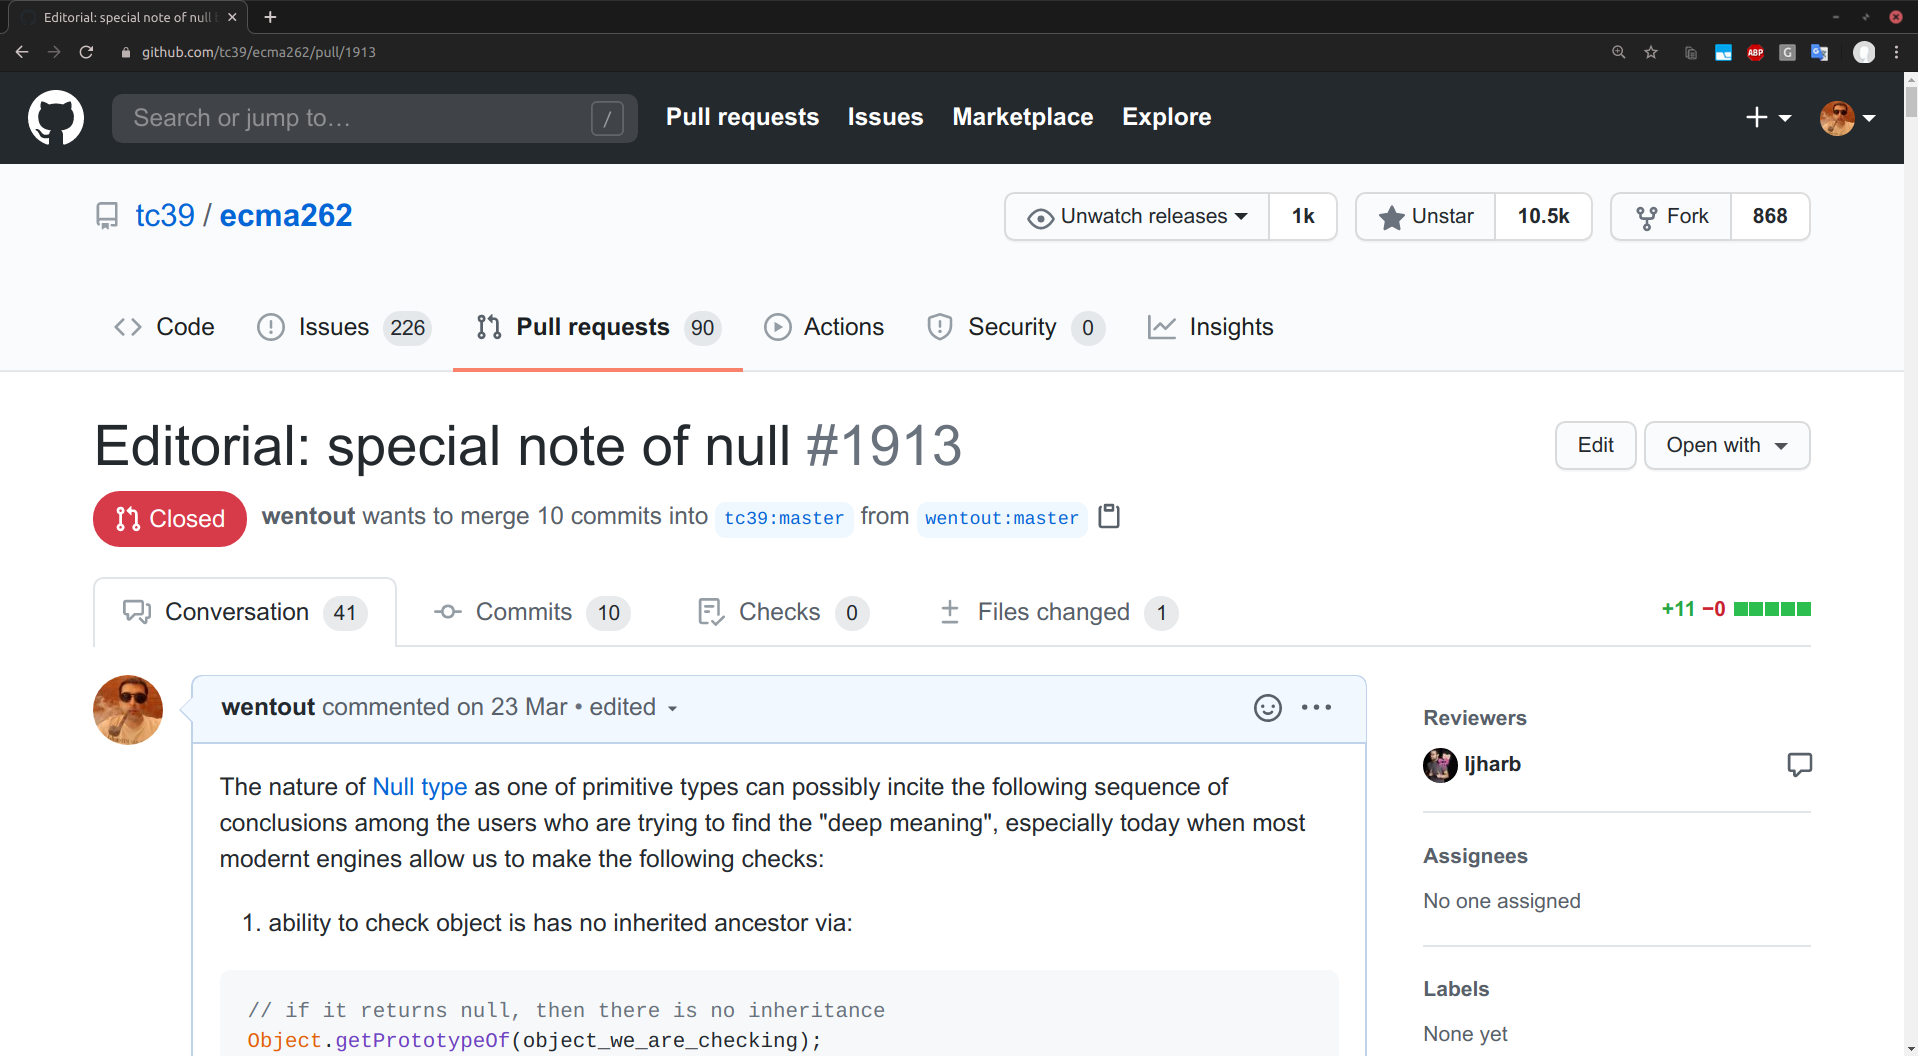 Editorial: special note of null
github.com/tc39/ecma262/pull/1913
ABP
G
Search or jump to…
/
Pull requests
Issues
Marketplace
Explore
tc39 / ecma262
Unwatch releases
1k
Unstar
10.5k
Fork
868
Code
Issues 226
Pull requests 90
Actions
Security 0
Insights
Editorial: special note of null #1913
Edit
Open with
Closed
wentout wants to merge 10 commits into tc39:master from wentout:master
Conversation 41
Commits 10
Checks 0
Files changed 1
+11 −0
wentout commented on 23 Mar • edited
The nature of Null type as one of primitive types can possibly incite the following sequence of
conclusions among the users who are trying to find the "deep meaning", especially today when most
modernt engines allow us to make the following checks:
1. ability to check object is has no inherited ancestor via:
// if it returns null, then there is no inheritance
Object.getPrototypeOf(object_we_are_checking);
Reviewers
ljharb
Assignees
No one assigned
Labels
None yet